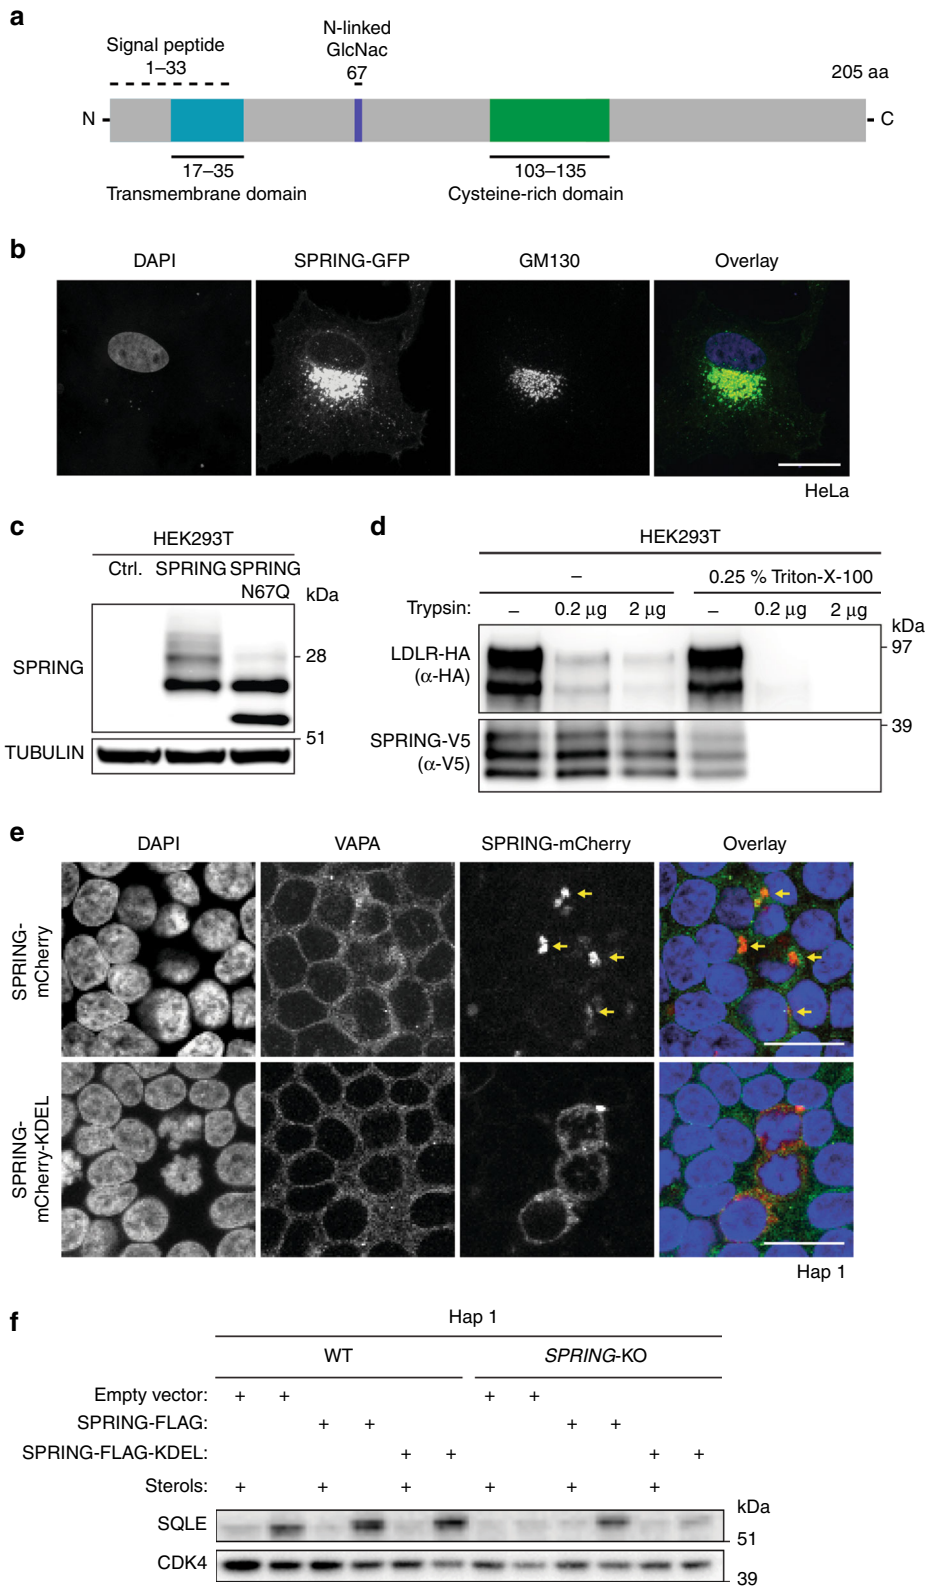 a
Signal peptide
1–33
N-linked
GlcNac
67
205 aa
N
C
17–35
Transmembrane domain
103–135
Cysteine-rich domain
b
DAPI
SPRING-GFP
GM130
Overlay
HeLa
c
HEK293T
Ctrl. SPRING SPRING
N67Q
kDa
SPRING
28
51
TUBULIN
d
HEK293T
– 0.25 % Triton-X-100
Trypsin: – 0.2 µg 2 µg – 0.2 µg 2 µg
kDa
LDLR-HA
(α-HA)
97
39
SPRING-V5
(α-V5)
e
DAPI
VAPA
SPRING-mCherry
Overlay
SPRING-
mCherry
SPRING-
mCherry-KDEL
Hap 1
f
Hap 1
WT SPRING-KO
Empty vector: + + + +
SPRING-FLAG: + + + +
SPRING-FLAG-KDEL: + + + +
Sterols: + + + + + +
kDa
SQLE
51
CDK4
39